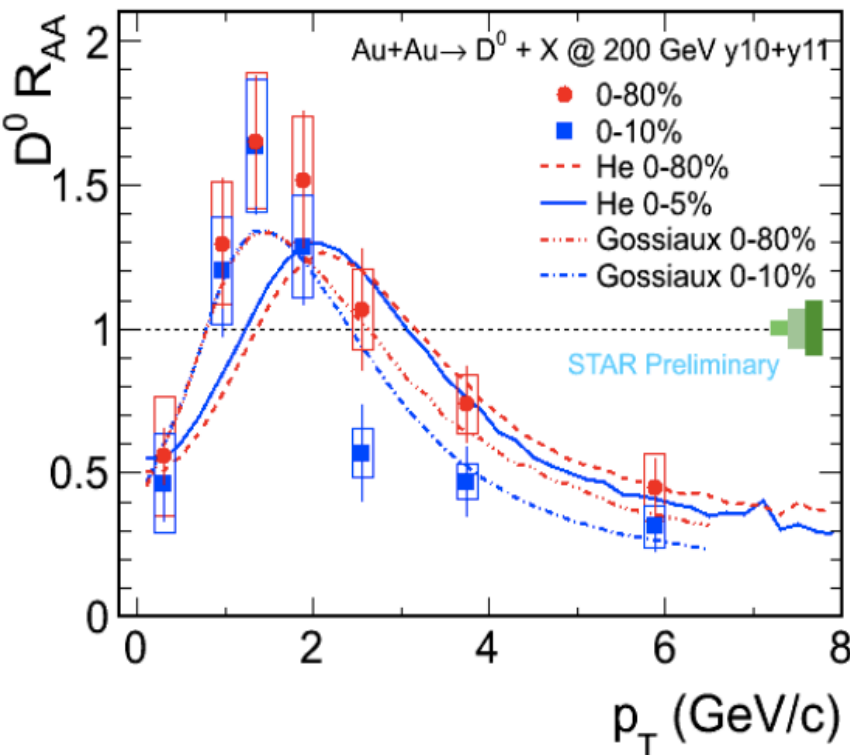 Au+Au→ D⁰ + X @ 200 GeV y10+y11
0-80%
0-10%
He 0-80%
He 0-5%
Gossiaux 0-80%
Gossiaux 0-10%
STAR Preliminary
D⁰ R_AA
2
1.5
1
0.5
0
0 2 4 6 8
p_T (GeV/c)